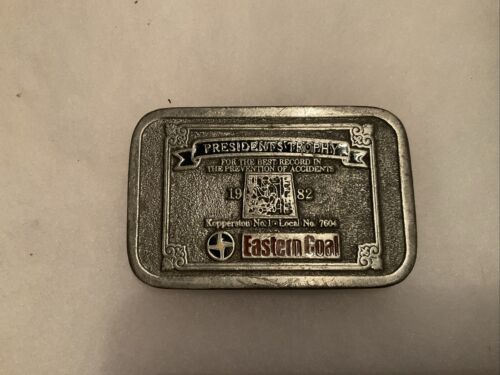 PRESIDENT'S TROPHY
FOR THE BEST RECORD IN
THE PREVENTION OF ACCIDENTS
19 82
Kopperston No. 1 - Local No. 7604
Eastern Coal